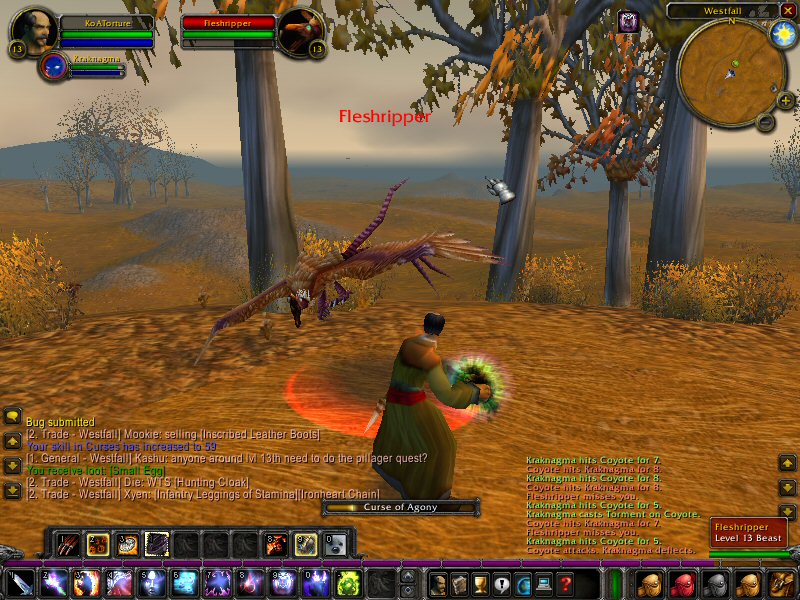 KoATorture
Fleshripper
Westfall
N
13
13
Kraknagma
Fleshripper
Bug submitted
[2. Trade - Westfall] Mookie: selling [Inscribed Leather Boots]
Your skill in Curses has increased to 59
[1. General - Westfall] Kashu: anyone around lvl 13th need to do the pillager quest?
You receive loot: [Small Egg]
[2. Trade - Westfall] Die: WTS [Hunting Cloak]
[2. Trade - Westfall] Xyen: [Infantry Leggings of Stamina][Ironheart Chain]
Kraknagma hits Coyote for 7.
Coyote hits Kraknagma for 8.
Coyote hits Kraknagma for 8.
Fleshripper misses you.
Kraknagma hits Coyote for 5.
Kraknagma casts Torment on Coyote.
Coyote hits Kraknagma for 7.
Fleshripper misses you.
Kraknagma hits Coyote for 5.
Coyote attacks. Kraknagma deflects.
Curse of Agony
Fleshripper
Level 13 Beast